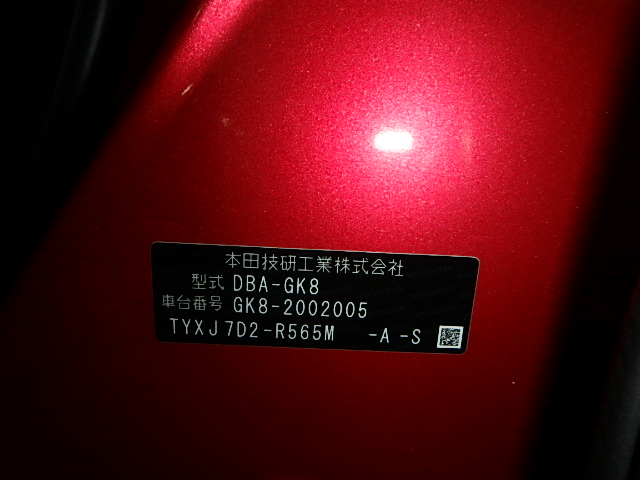 本田技研工業株式会社
型式 DBA-GK8
車台番号 GK8-2002005
TYXJ7D2-R565M -A -S